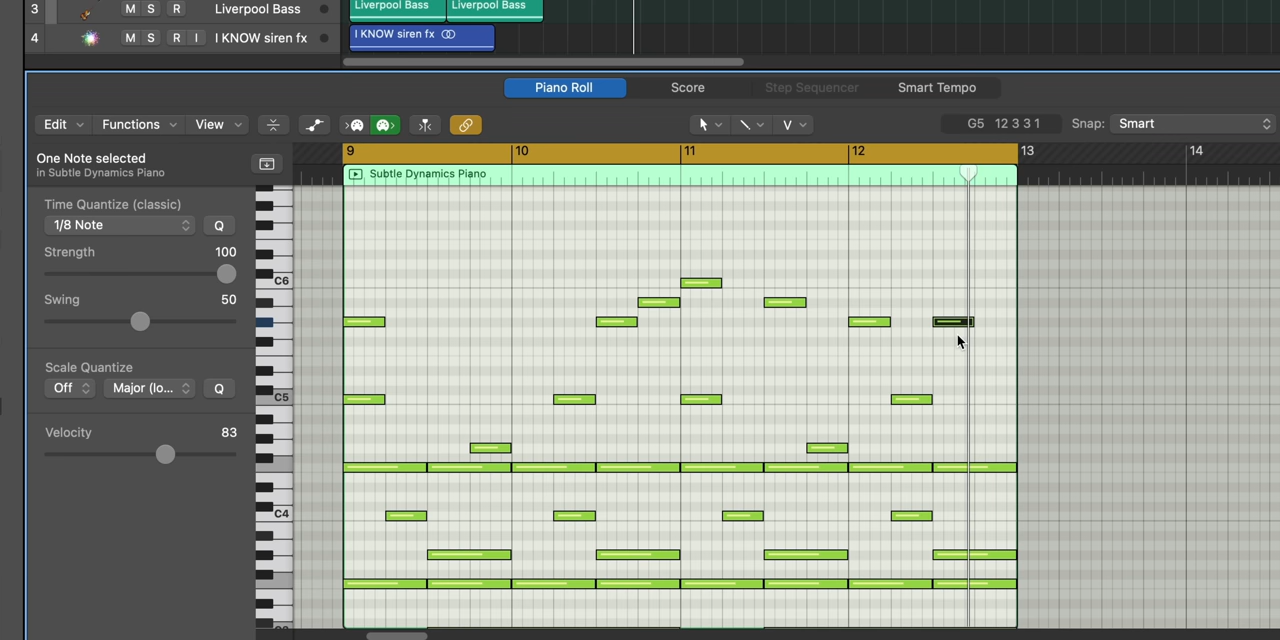 3 M S R Liverpool Bass
Liverpool Bass Liverpool Bass
4 M S R I I KNOW siren fx
I KNOW siren fx
Piano Roll Score Step Sequencer Smart Tempo
Edit Functions View G5 12 3 3 1 Snap: Smart
One Note selected
in Subtle Dynamics Piano
9 10 11 12 13 14
Subtle Dynamics Piano
Time Quantize (classic)
1/8 Note Q
Strength 100
Swing 50
Scale Quantize
Off Major (lo... Q
Velocity 83
C6
C5
C4